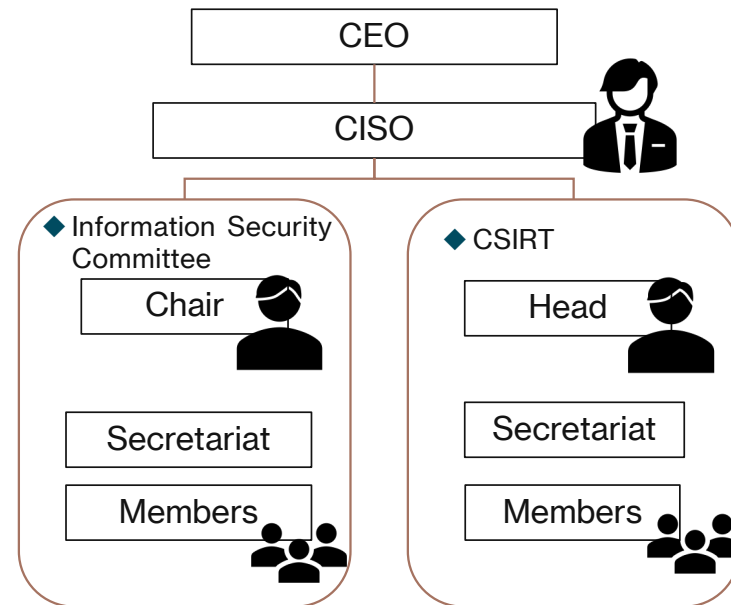 CEO
CISO
Information Security
Committee
Chair
Secretariat
Members
CSIRT
Head
Secretariat
Members